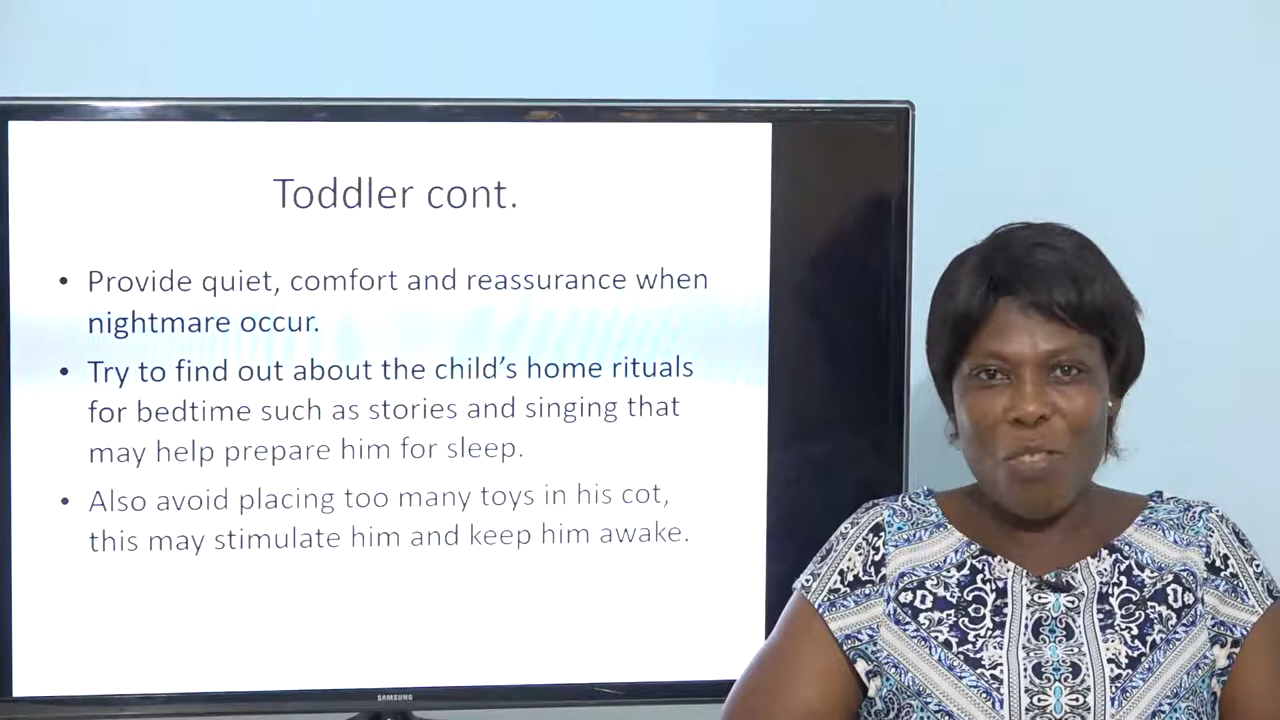 Toddler cont.
• Provide quiet, comfort and reassurance when
nightmare occur.
• Try to find out about the child’s home rituals
for bedtime such as stories and singing that
may help prepare him for sleep.
• Also avoid placing too many toys in his cot,
this may stimulate him and keep him awake.
SAMSUNG